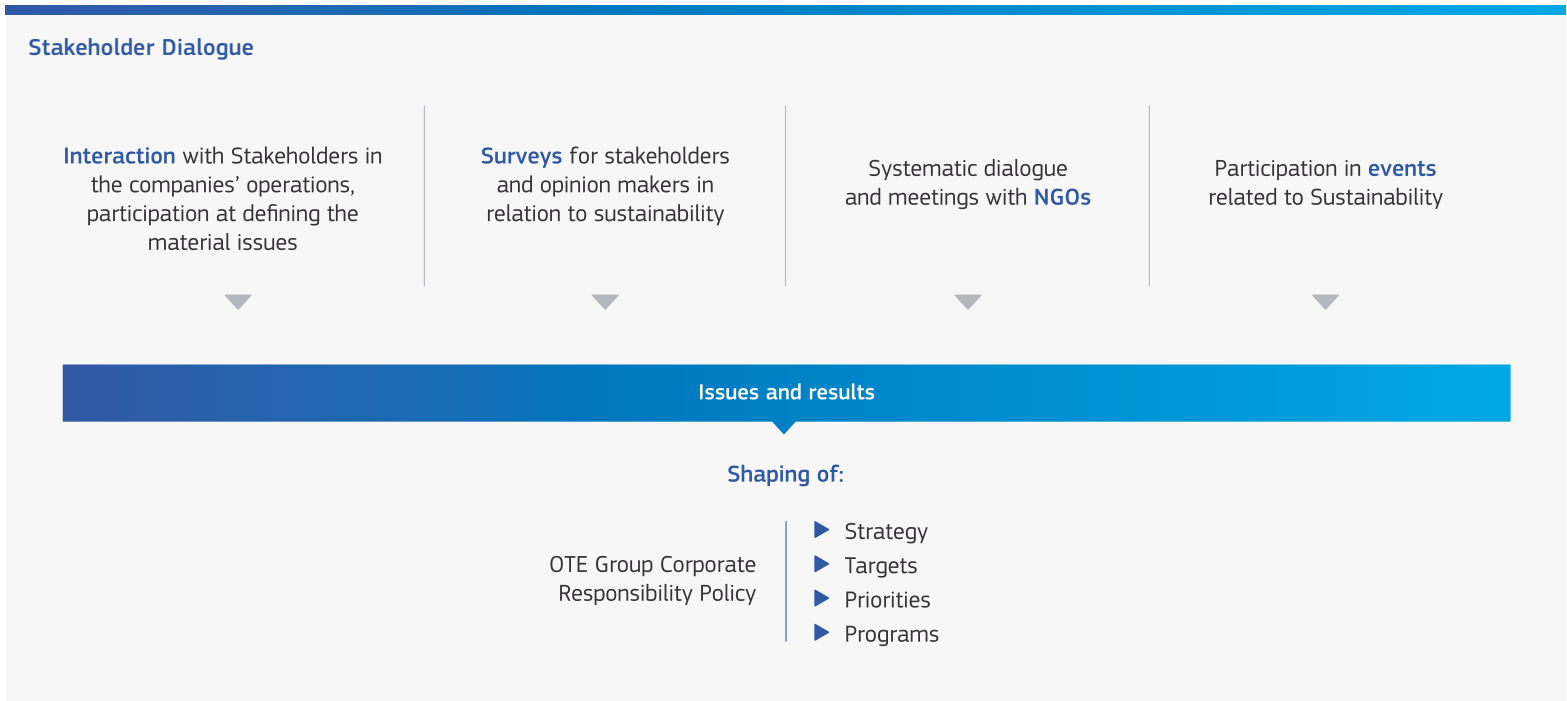 Stakeholder Dialogue
Interaction with Stakeholders in
the companies’ operations,
participation at defining the
material issues
Surveys for stakeholders
and opinion makers in
relation to sustainability
Systematic dialogue
and meetings with NGOs
Participation in events
related to Sustainability
Issues and results
Shaping of:
OTE Group Corporate
Responsibility Policy
Strategy
Targets
Priorities
Programs